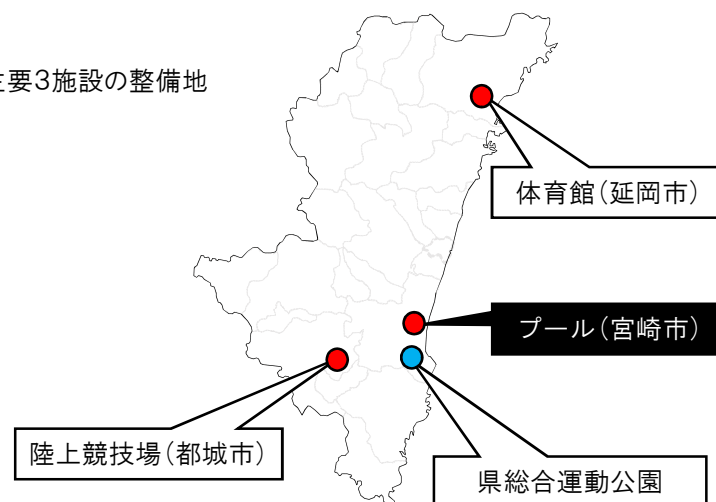 要3施設の整備地
体育館（延岡市）
プール（宮崎市）
陸上競技場（都城市）
県総合運動公園